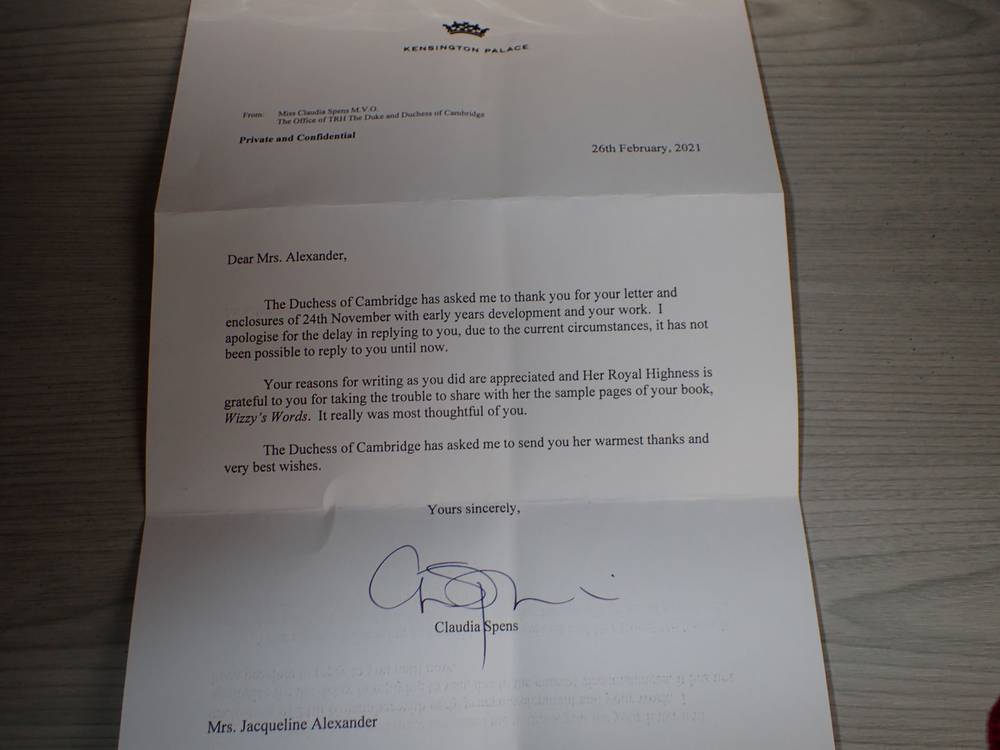 KENSINGTON PALACE
From: Miss Claudia Spens M.V.O.
The Office of TRH The Duke and Duchess of Cambridge
Private and Confidential
26th February, 2021
Dear Mrs. Alexander,
The Duchess of Cambridge has asked me to thank you for your letter and
enclosures of 24th November with early years development and your work. I
apologise for the delay in replying to you, due to the current circumstances, it has not
been possible to reply to you until now.
Your reasons for writing as you did are appreciated and Her Royal Highness is
grateful to you for taking the trouble to share with her the sample pages of your book,
Wizzy's Words. It really was most thoughtful of you.
The Duchess of Cambridge has asked me to send you her warmest thanks and
very best wishes.
Yours sincerely,
Claudia Spens
Mrs. Jacqueline Alexander